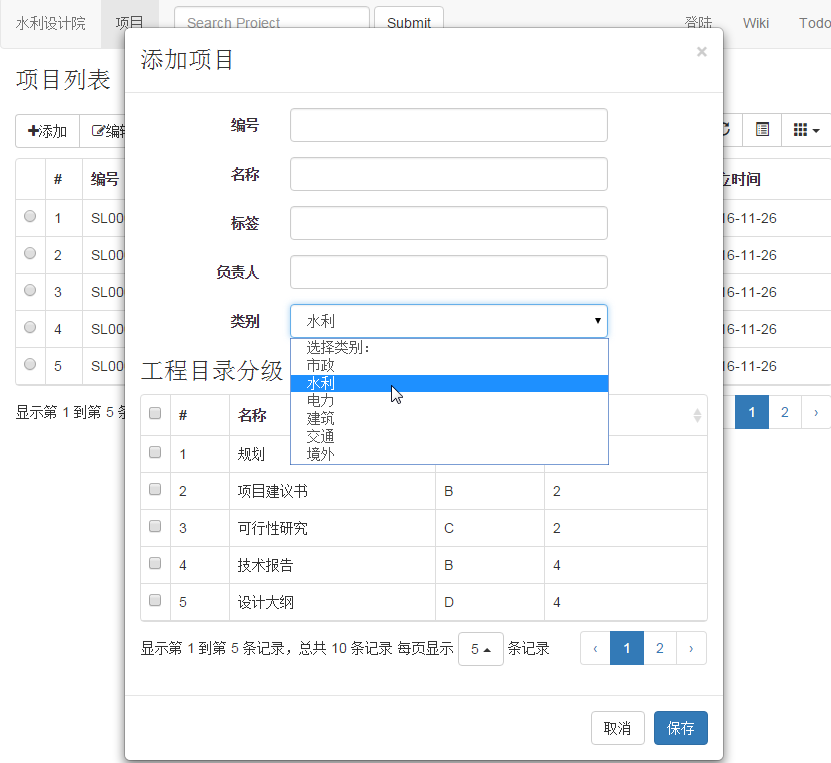 水利设计院 项目 Search Project Submit 登陆 Wiki Todo
项目列表
添加项目 ×
添加 编辑
编号
名称
标签
负责人
类别 水利
# 编号 立时间
1 SL00 16-11-26
2 SL00 16-11-26
3 SL00 16-11-26
4 SL00 16-11-26
5 SL00 16-11-26
显示第 1 到第 5 条 1 2 ›
选择类别：
市政
水利
电力
建筑
交通
境外
工程目录分级
# 名称
1 规划
2 项目建议书 B 2
3 可行性研究 C 2
4 技术报告 B 4
5 设计大纲 D 4
显示第 1 到第 5 条记录，总共 10 条记录 每页显示 5 条记录 ‹ 1 2 ›
取消 保存